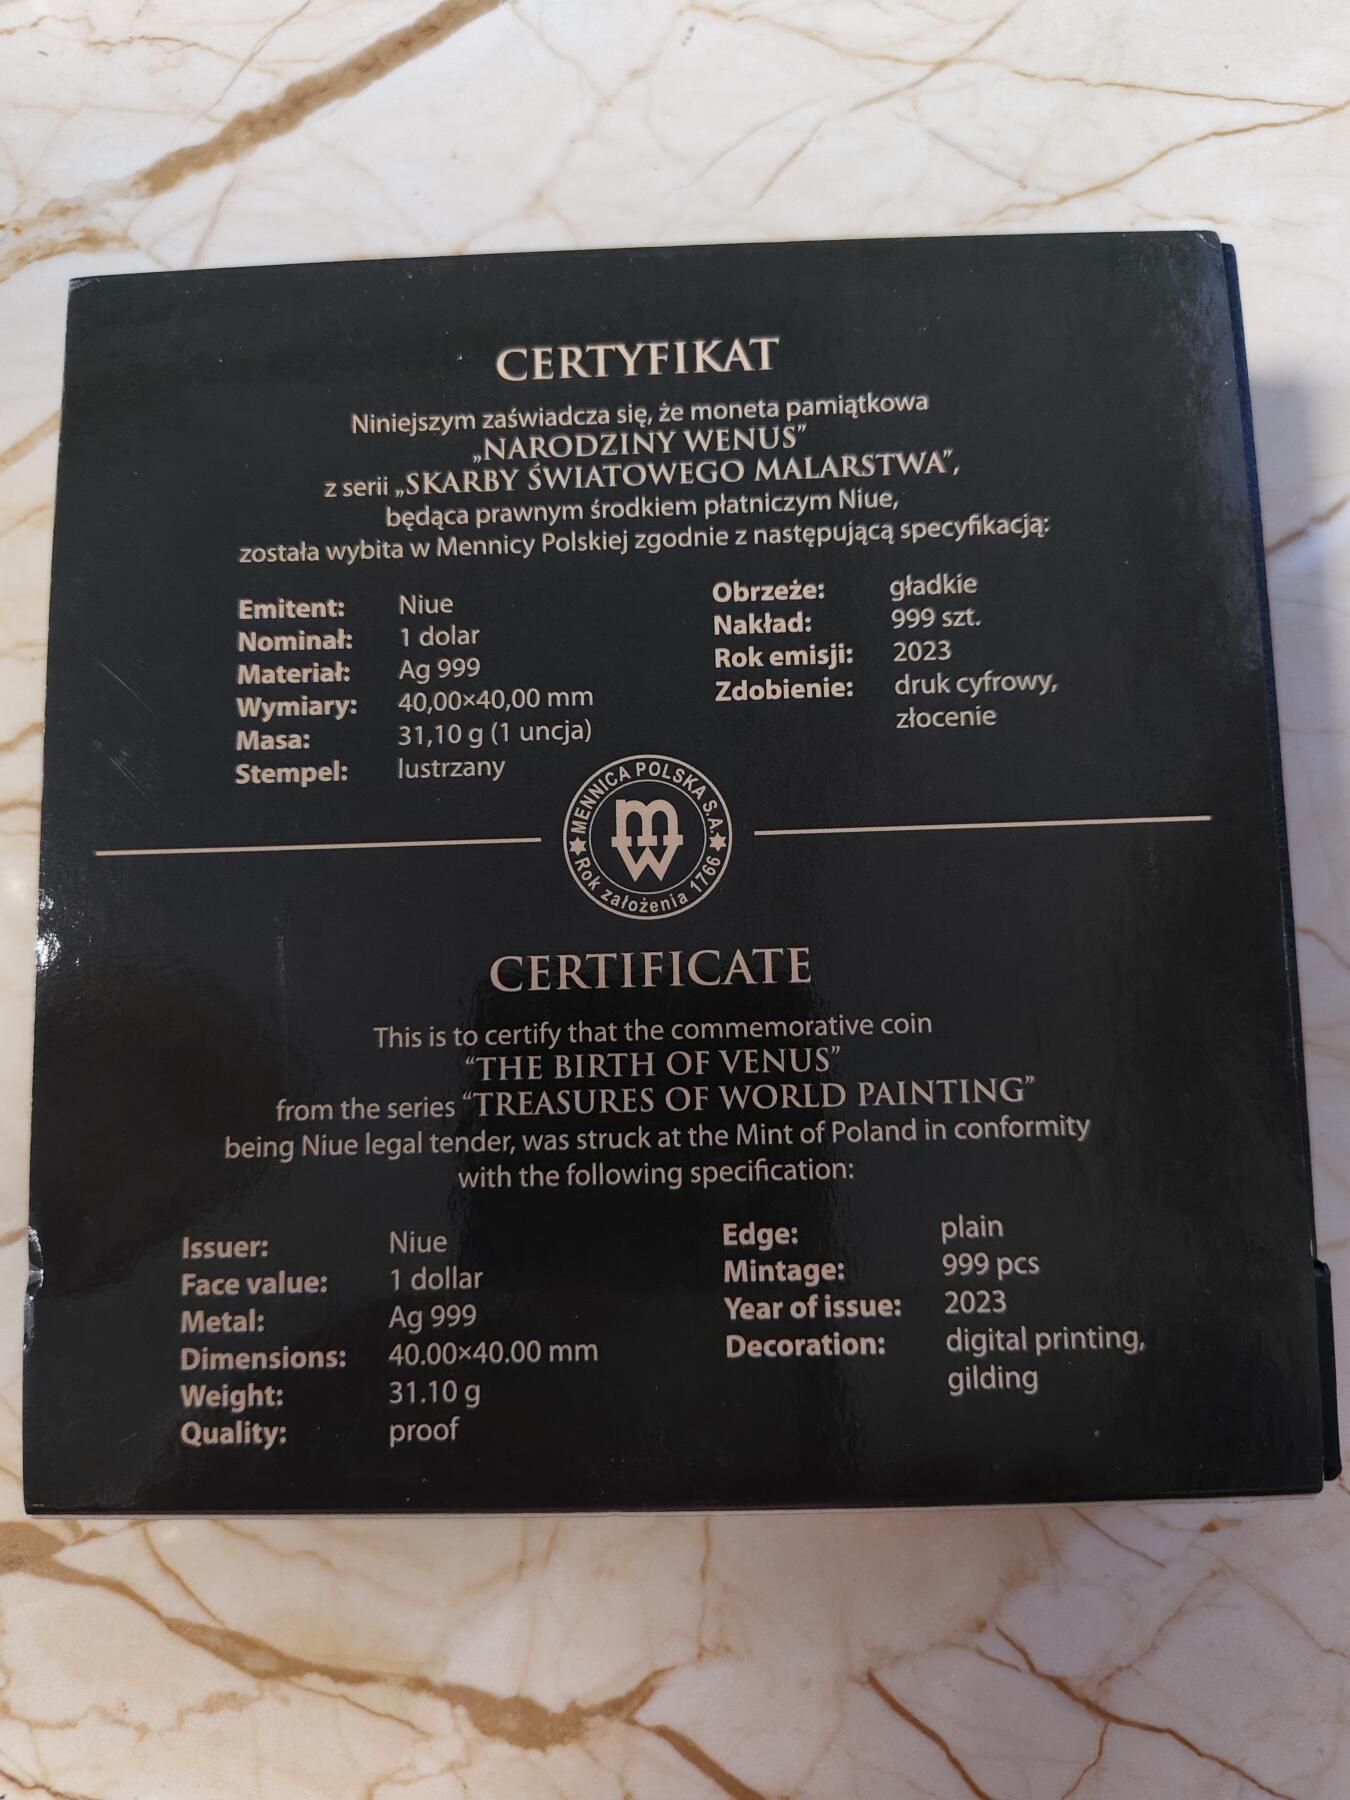 CERTYFIKAT
Niniejszym zaświadcza się, że moneta pamiątkowa
„NARODZINY WENUS”
z serii „SKARBY ŚWIATOWEGO MALARSTWA”,
będąca prawnym środkiem płatniczym Niue,
została wybita w Mennicy Polskiej zgodnie z następującą specyfikacją:
Emitent: Niue
Nominał: 1 dolar
Materiał: Ag 999
Wymiary: 40,00×40,00 mm
Masa: 31,10 g (1 uncja)
Stempel: lustrzany
Obrzeże: gładkie
Nakład: 999 szt.
Rok emisji: 2023
Zdobienie: druk cyfrowy,
złocenie
MENNICA POLSKA S.A.
mw
Rok założenia 1766
CERTIFICATE
This is to certify that the commemorative coin
“THE BIRTH OF VENUS”
from the series “TREASURES OF WORLD PAINTING”
being Niue legal tender, was struck at the Mint of Poland in conformity
with the following specification:
Issuer: Niue
Face value: 1 dollar
Metal: Ag 999
Dimensions: 40.00×40.00 mm
Weight: 31.10 g
Quality: proof
Edge: plain
Mintage: 999 pcs
Year of issue: 2023
Decoration: digital printing,
gilding